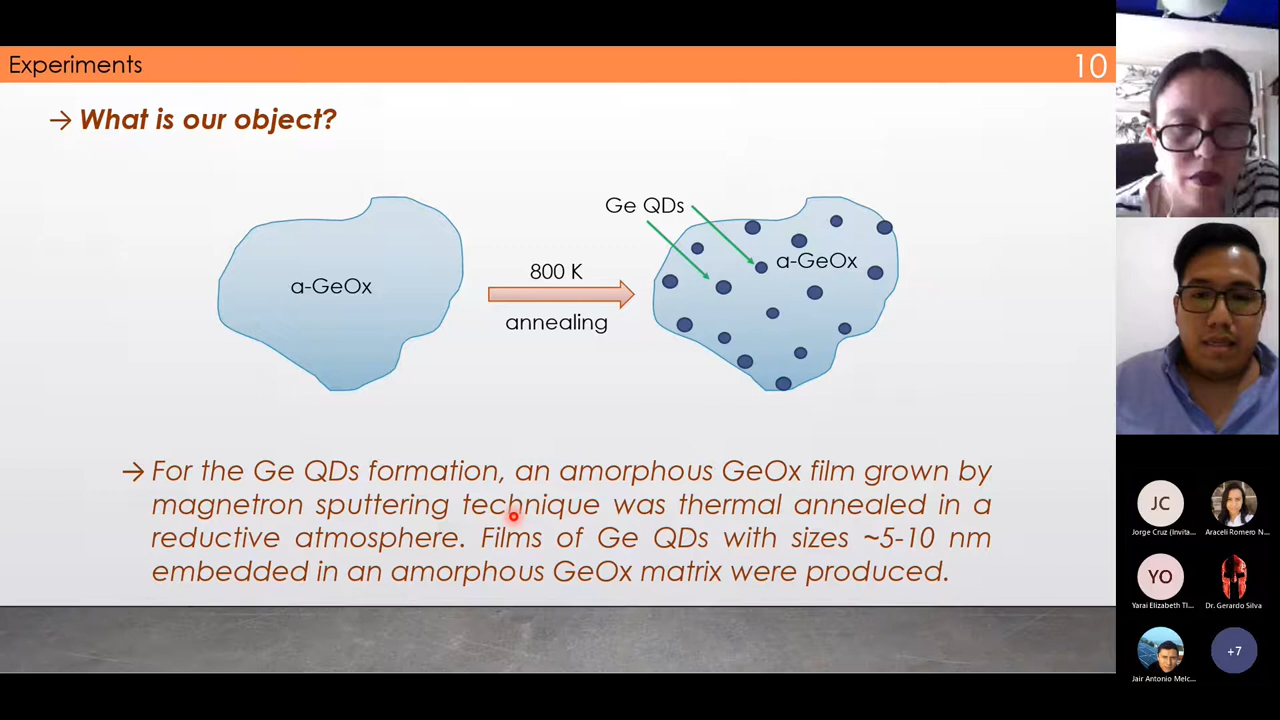 Experiments
10
→ What is our object?
Ge QDs
α-GeOx
800 K
α-GeOx
annealing
→ For the Ge QDs formation, an amorphous GeOx film grown by
magnetron sputtering technique was thermal annealed in a
reductive atmosphere. Films of Ge QDs with sizes ~5-10 nm
embedded in an amorphous GeOx matrix were produced.
JC
Jorge Cruz (Invita...
Araceli Romero N...
YO
Yarai Elizabeth Tl...
Dr. Gerardo Silva
Jair Antonio Melc...
+7